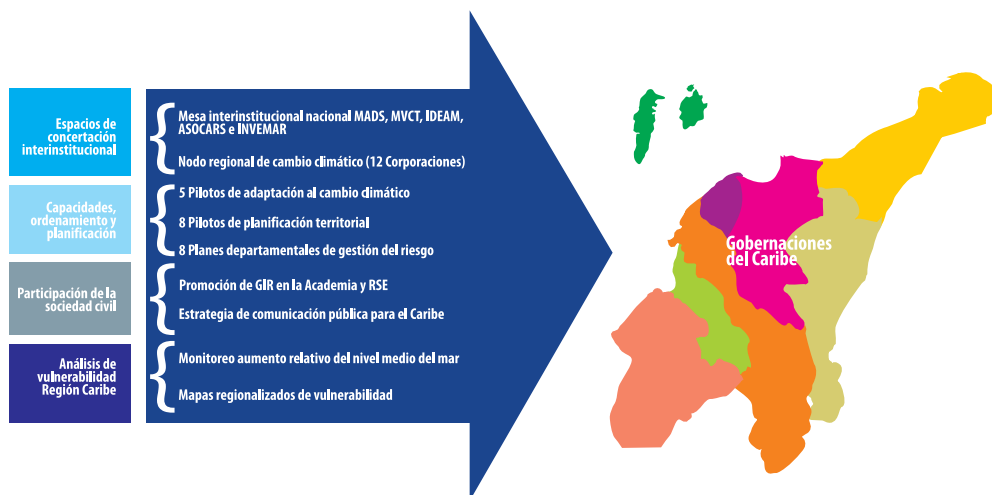 Espacios de
concertación
interinstitucional
Mesa interinstitucional nacional MADS, MVCT, IDEAM,
ASOCARS e INVEMAR
Nodo regional de cambio climático (12 Corporaciones)
Capacidades,
ordenamiento y
planificación
5 Pilotos de adaptación al cambio climático
8 Pilotos de planificación territorial
8 Planes departamentales de gestión del riesgo
Participación de la
sociedad civil
Promoción de GIR en la Academia y RSE
Estrategia de comunicación pública para el Caribe
Análisis de
vulnerabilidad
Región Caribe
Monitoreo aumento relativo del nivel medio del mar
Mapas regionalizados de vulnerabilidad
Gobernaciones
del Caribe